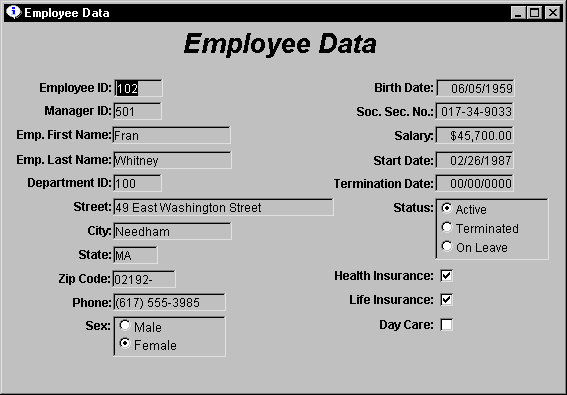 Employee Data
Employee Data
Employee ID: 102
Manager ID: 501
Emp. First Name: Fran
Emp. Last Name: Whitney
Department ID: 100
Street: 49 East Washington Street
City: Needham
State: MA
Zip Code: 02192-
Phone: (617) 555-3985
Sex: Male
Female
Birth Date: 06/05/1959
Soc. Sec. No.: 017-34-9033
Salary: $45,700.00
Start Date: 02/26/1987
Termination Date: 00/00/0000
Status: Active
Terminated
On Leave
Health Insurance:
Life Insurance:
Day Care: